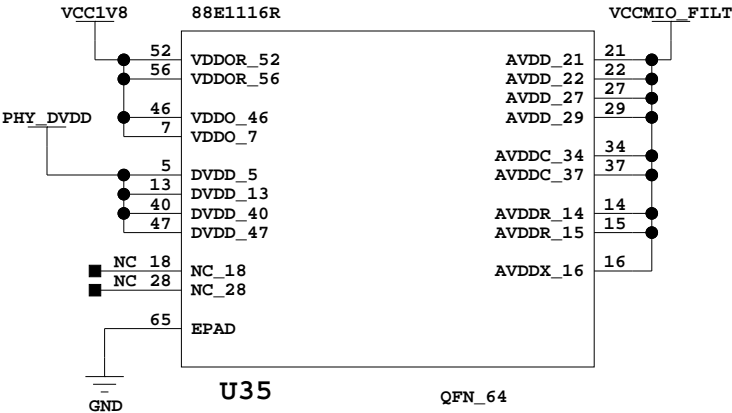 VCC1V8 88E1116R VCCMIO_FILT
52 VDDOR_52 AVDD_21 21
56 VDDOR_56 AVDD_22 22
AVDD_27 27
46 VDDO_46 AVDD_29 29
7 VDDO_7
PHY_DVDD
AVDDC_34 34
5 DVDD_5 AVDDC_37 37
13 DVDD_13
40 DVDD_40 AVDDR_14 14
47 DVDD_47 AVDDR_15 15
NC 18 NC_18 AVDDX_16 16
NC 28 NC_28
65 EPAD
GND
U35 QFN_64